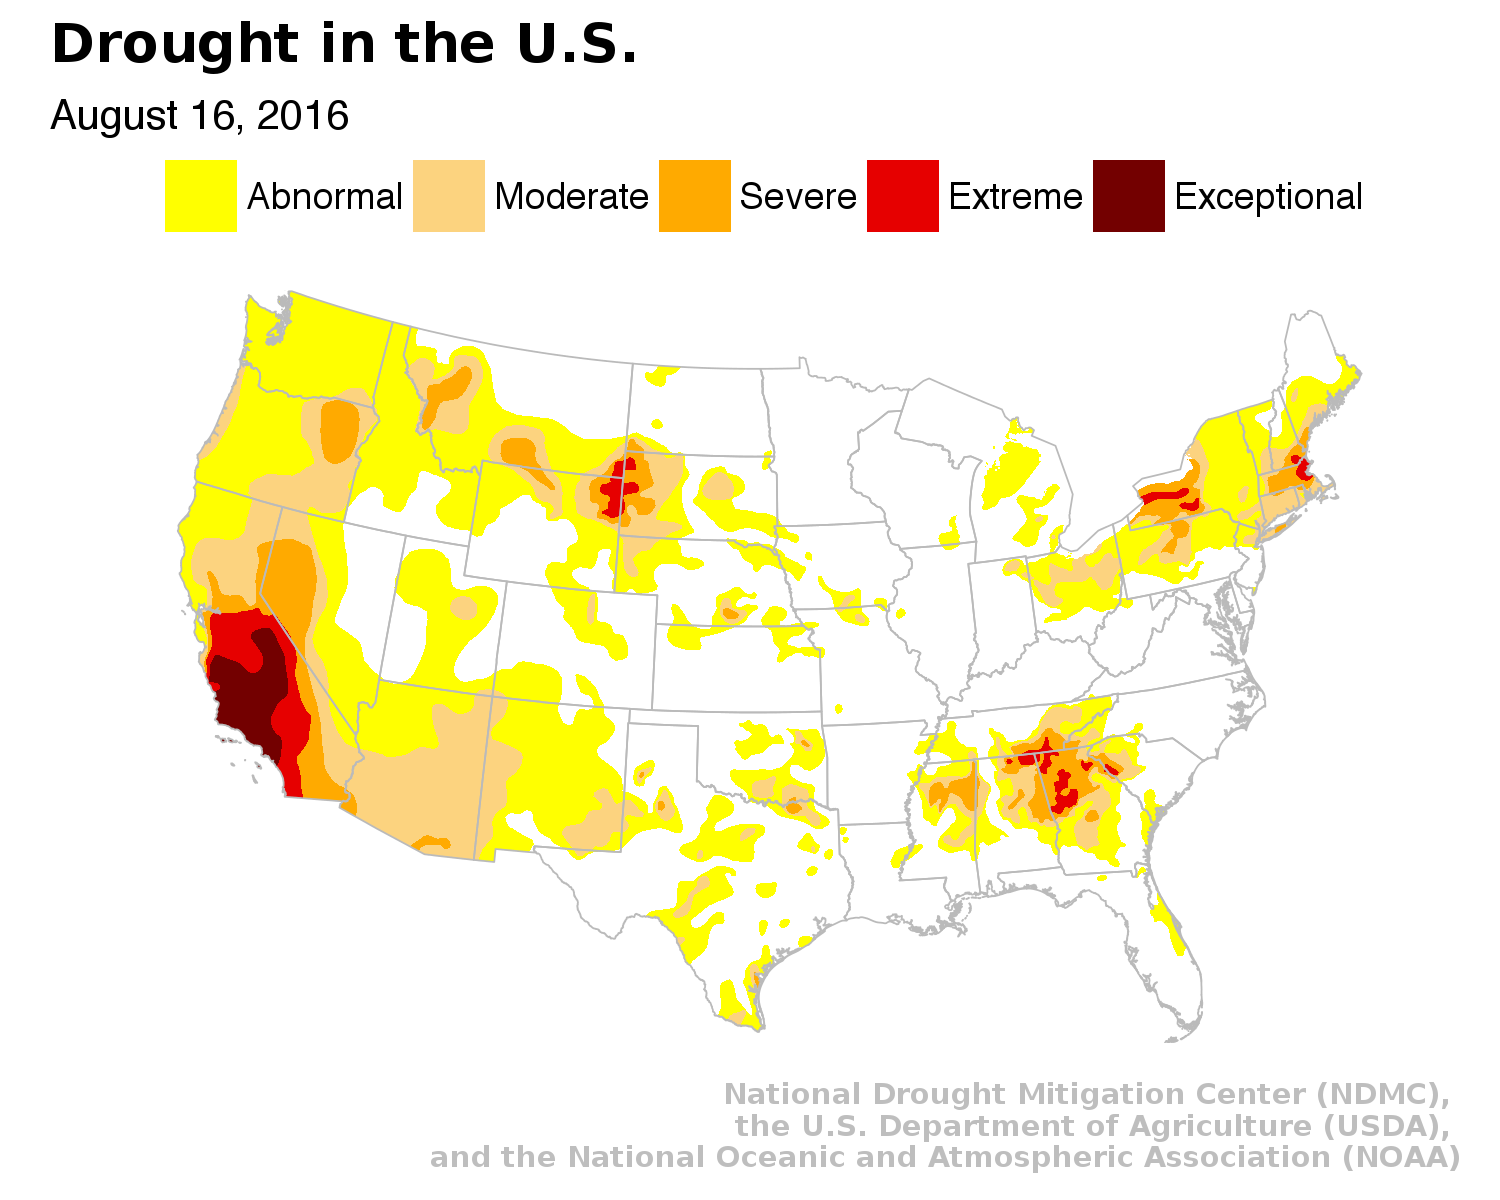 Drought in the U.S.
August 16, 2016
Abnormal Moderate Severe Extreme Exceptional
National Drought Mitigation Center (NDMC),
the U.S. Department of Agriculture (USDA),
and the National Oceanic and Atmospheric Association (NOAA)